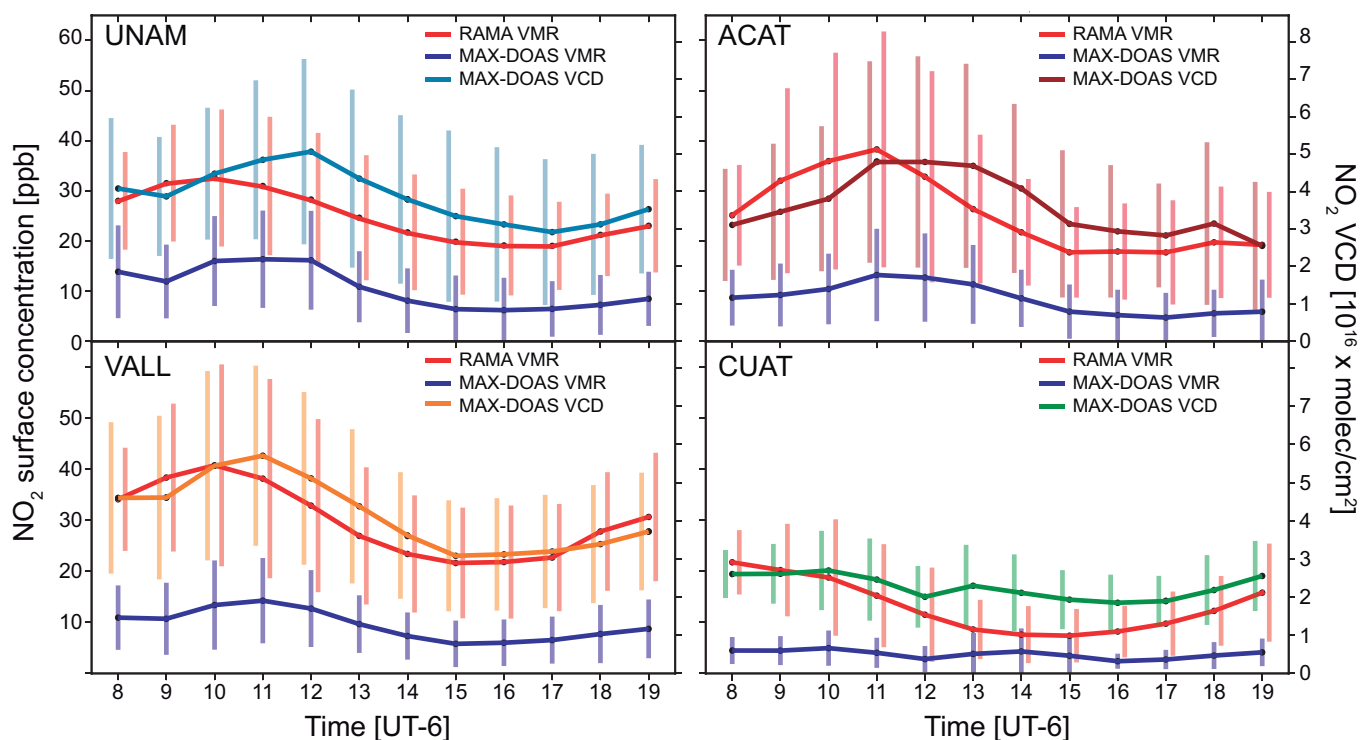 UNAM
RAMA VMR
MAX-DOAS VMR
MAX-DOAS VCD
60
50
40
30
20
10
0
ACAT
RAMA VMR
MAX-DOAS VMR
MAX-DOAS VCD
8
7
6
5
4
3
2
1
0
VALL
RAMA VMR
MAX-DOAS VMR
MAX-DOAS VCD
50
40
30
20
10
8 9 10 11 12 13 14 15 16 17 18 19
Time [UT-6]
CUAT
RAMA VMR
MAX-DOAS VMR
MAX-DOAS VCD
7
6
5
4
3
2
1
0
8 9 10 11 12 13 14 15 16 17 18 19
Time [UT-6]
NO₂ surface concentration [ppb]
NO₂ VCD [10¹⁶ x molec/cm²]